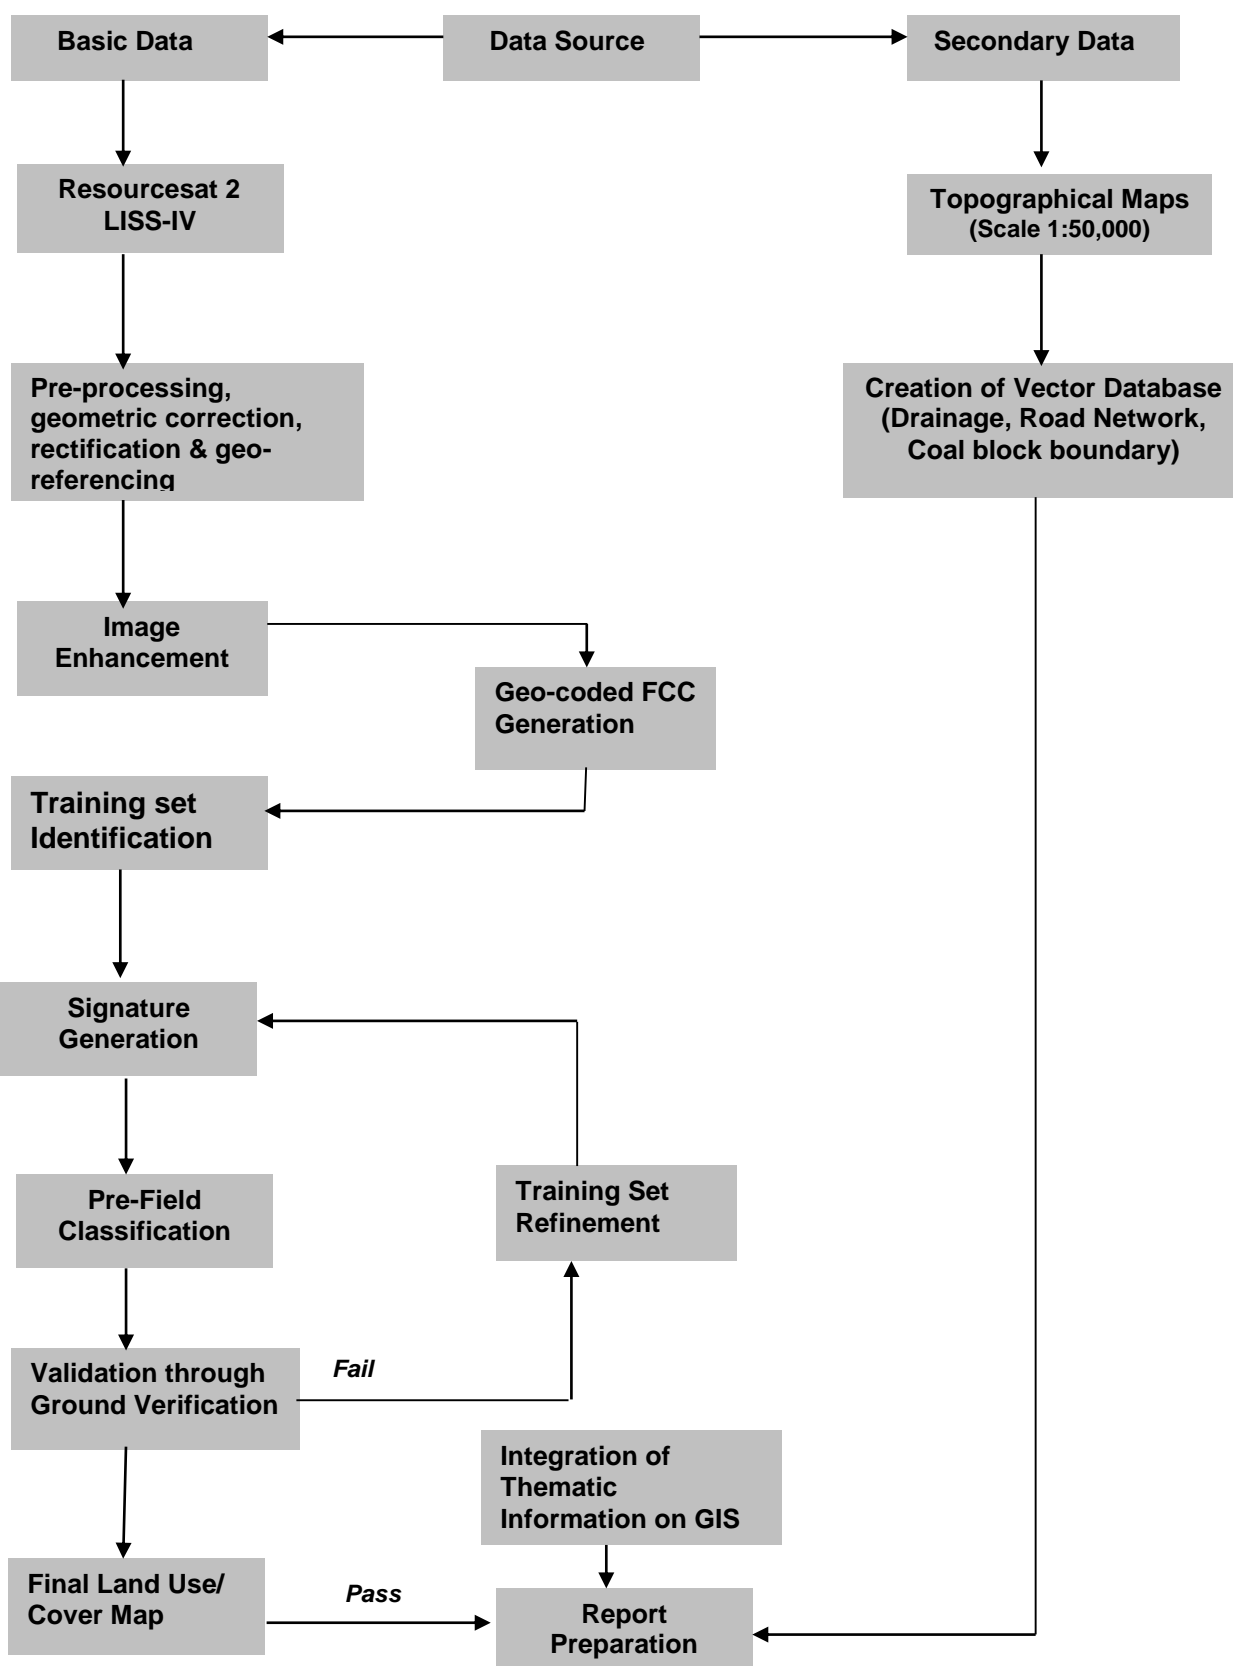 Basic Data
Data Source
Secondary Data
Resourcesat 2
LISS-IV
Topographical Maps
(Scale 1:50,000)
Pre-processing,
geometric correction,
rectification & geo-
referencing
Creation of Vector Database
(Drainage, Road Network,
Coal block boundary)
Image
Enhancement
Geo-coded FCC
Generation
Training set
Identification
Signature
Generation
Pre-Field
Classification
Training Set
Refinement
Validation through
Ground Verification
Fail
Integration of
Thematic
Information on GIS
Final Land Use/
Cover Map
Pass
Report
Preparation